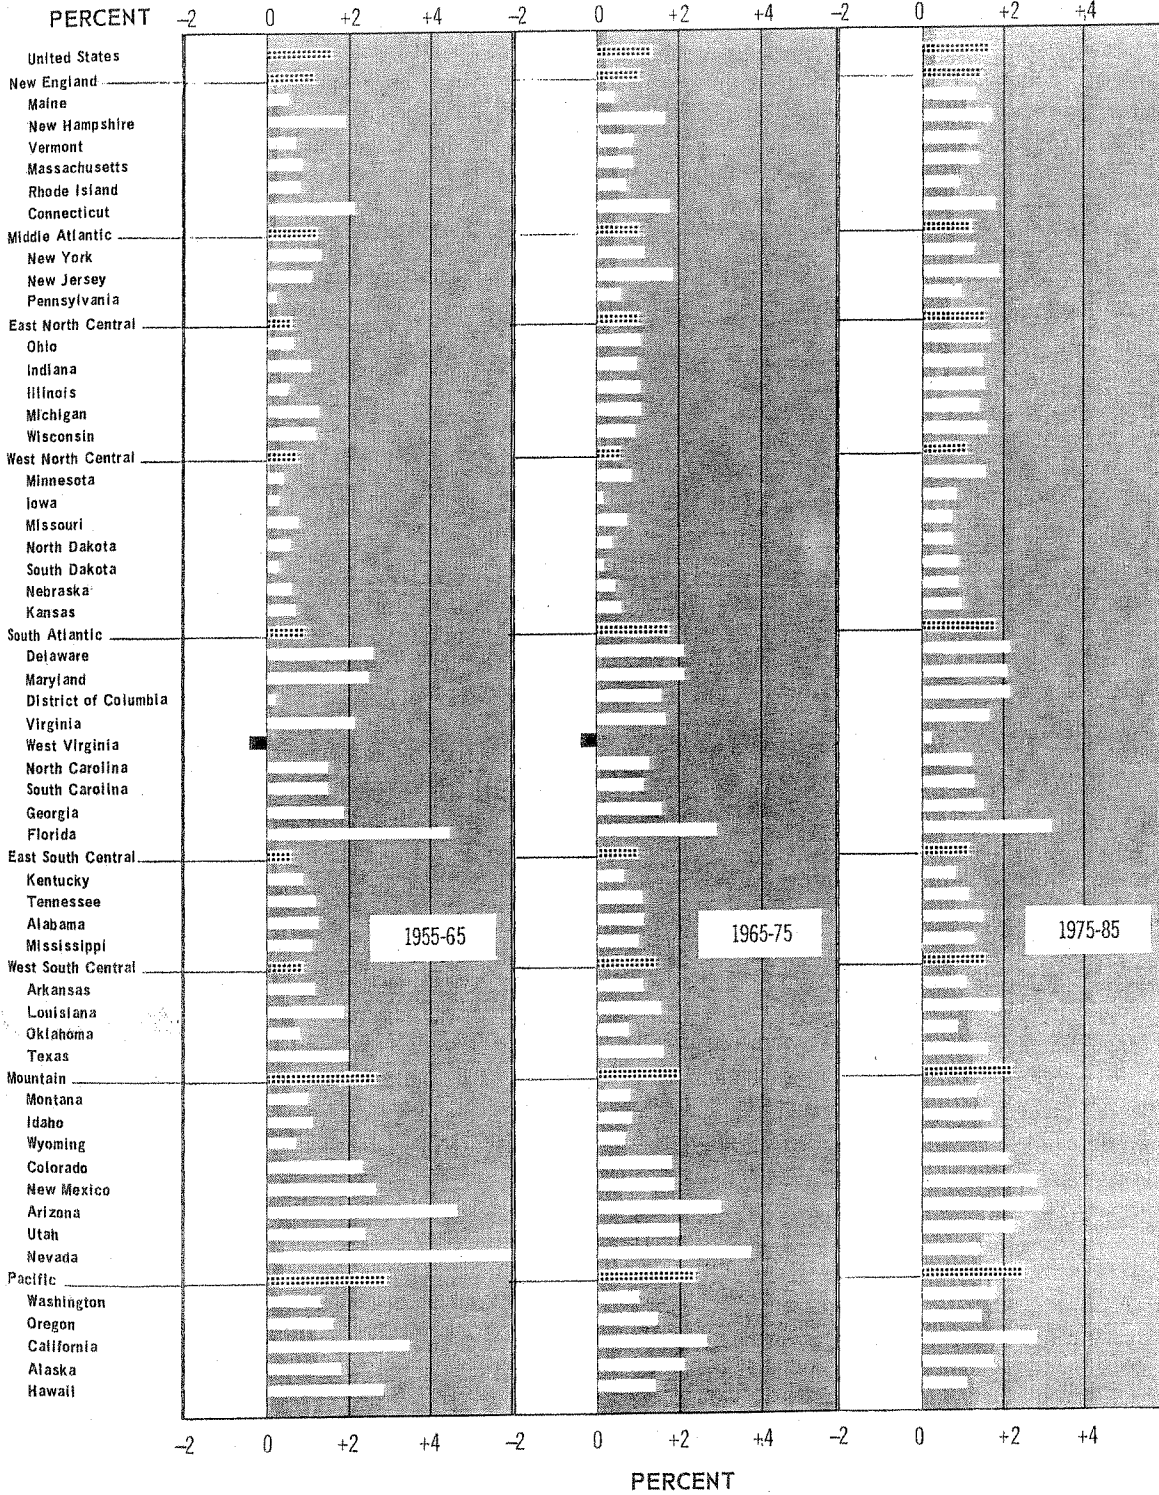 PERCENT -2 0 +2 +4 -2 0 +2 +4 -2 0 +2 +4
United States
New England
Maine
New Hampshire
Vermont
Massachusetts
Rhode Island
Connecticut
Middle Atlantic
New York
New Jersey
Pennsylvania
East North Central
Ohio
Indiana
Illinois
Michigan
Wisconsin
West North Central
Minnesota
Iowa
Missouri
North Dakota
South Dakota
Nebraska
Kansas
South Atlantic
Delaware
Maryland
District of Columbia
Virginia
West Virginia
North Carolina
South Carolina
Georgia
Florida
East South Central
Kentucky
Tennessee
Alabama
1955-65 1965-75 1975-85
Mississippi
West South Central
Arkansas
Louisiana
Oklahoma
Texas
Mountain
Montana
Idaho
Wyoming
Colorado
New Mexico
Arizona
Utah
Nevada
Pacific
Washington
Oregon
California
Alaska
Hawaii
-2 0 +2 +4 -2 0 +2 +4 -2 0 +2 +4
PERCENT